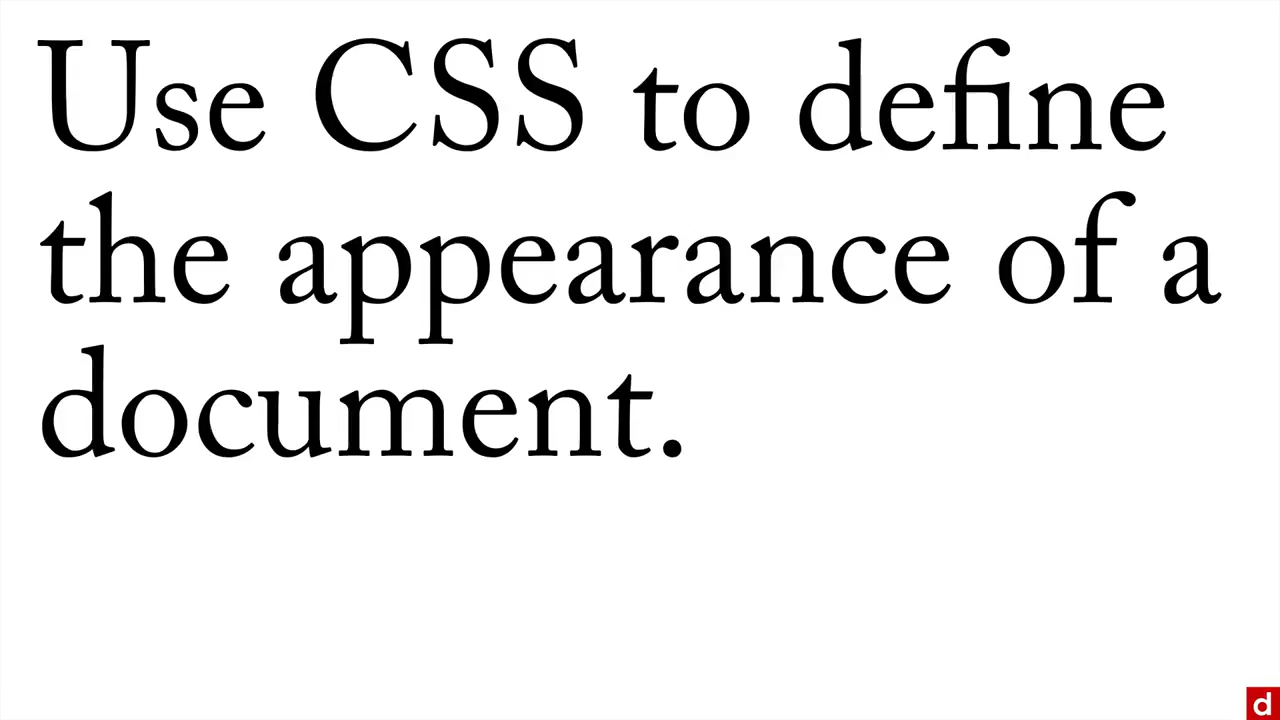 Use CSS to define
the appearance of a
document.
d